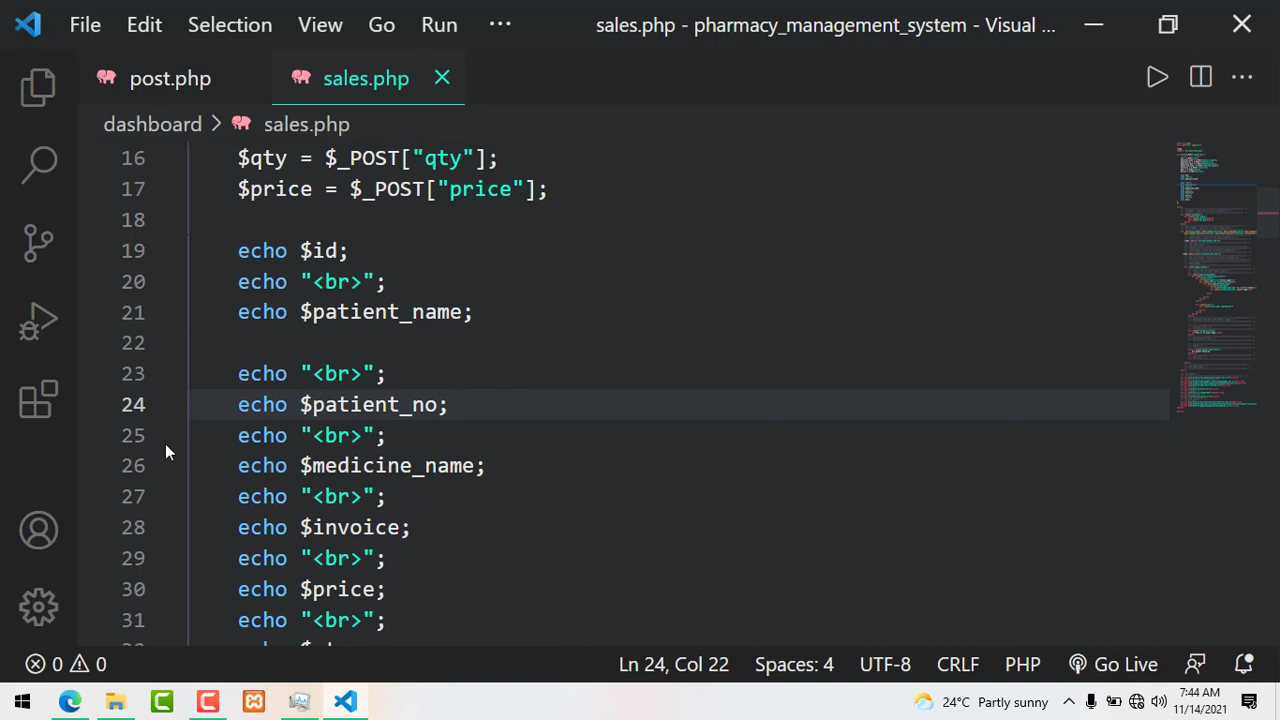 File Edit Selection View Go Run ··· sales.php - pharmacy_management_system - Visual ...
post.php sales.php
dashboard > sales.php
16 $qty = $_POST["qty"];
17 $price = $_POST["price"];
18
19 echo $id;
20 echo "<br>";
21 echo $patient_name;
22
23 echo "<br>";
24 echo $patient_no;
25 echo "<br>";
26 echo $medicine_name;
27 echo "<br>";
28 echo $invoice;
29 echo "<br>";
30 echo $price;
31 echo "<br>";
0 0 Ln 24, Col 22 Spaces: 4 UTF-8 CRLF PHP Go Live
24°C Partly sunny 7:44 AM
11/14/2021